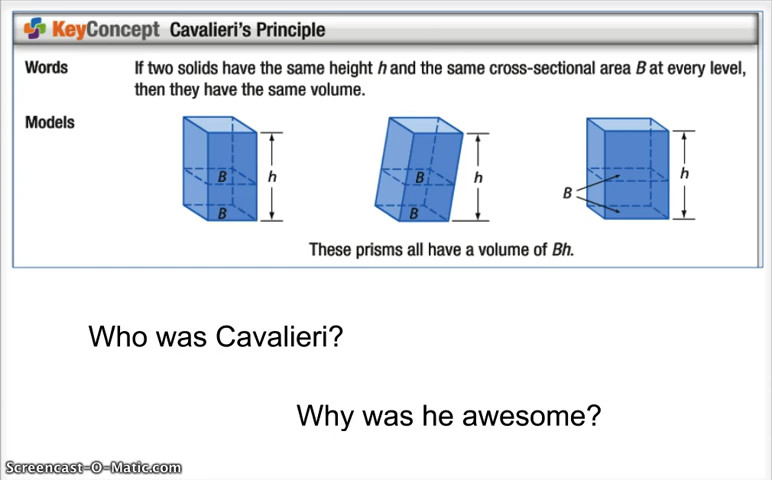 KeyConcept Cavalieri's Principle
Words If two solids have the same height h and the same cross-sectional area B at every level,
then they have the same volume.
Models
B B h
B B h
B h
These prisms all have a volume of Bh.
Who was Cavalieri?
Why was he awesome?
Screencast-O-Matic.com